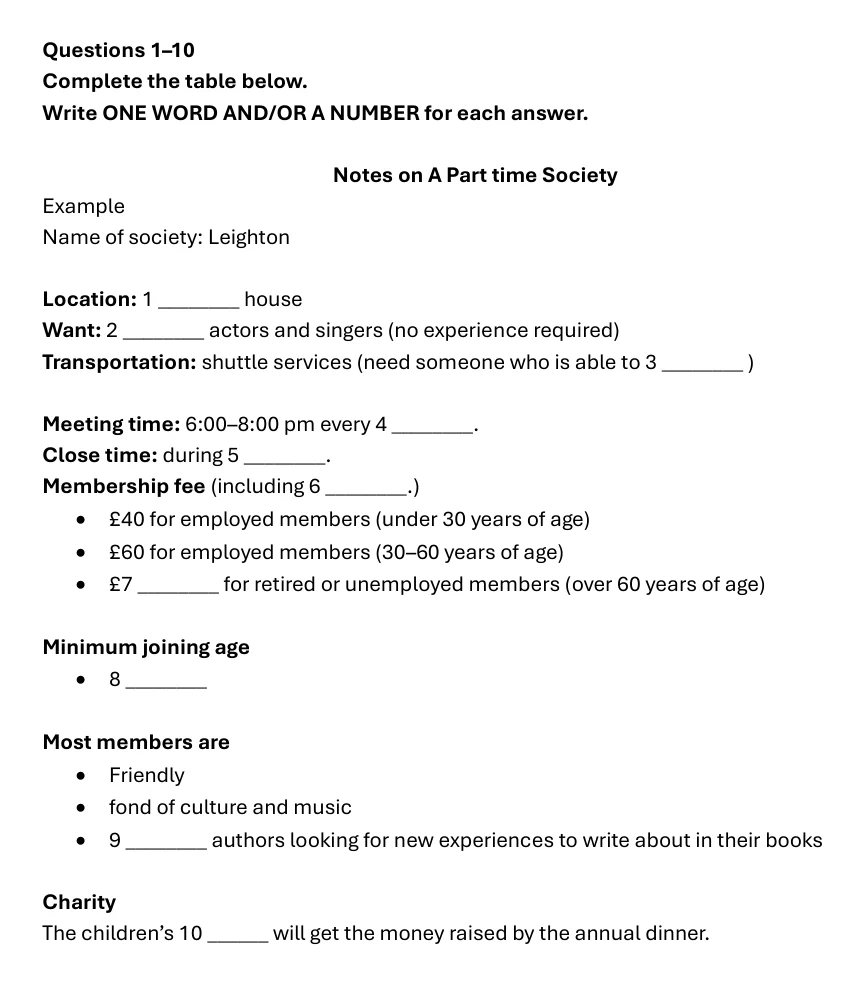 Questions 1–10
Complete the table below.
Write ONE WORD AND/OR A NUMBER for each answer.
Notes on A Part time Society
Example
Name of society: Leighton
Location: 1 ________ house
Want: 2 ________ actors and singers (no experience required)
Transportation: shuttle services (need someone who is able to 3 ________ )
Meeting time: 6:00–8:00 pm every 4 ________.
Close time: during 5 ________.
Membership fee (including 6 ________.)
• £40 for employed members (under 30 years of age)
• £60 for employed members (30–60 years of age)
• £7 ________ for retired or unemployed members (over 60 years of age)
Minimum joining age
• 8 ________
Most members are
• Friendly
• fond of culture and music
• 9 ________ authors looking for new experiences to write about in their books
Charity
The children’s 10 ______ will get the money raised by the annual dinner.